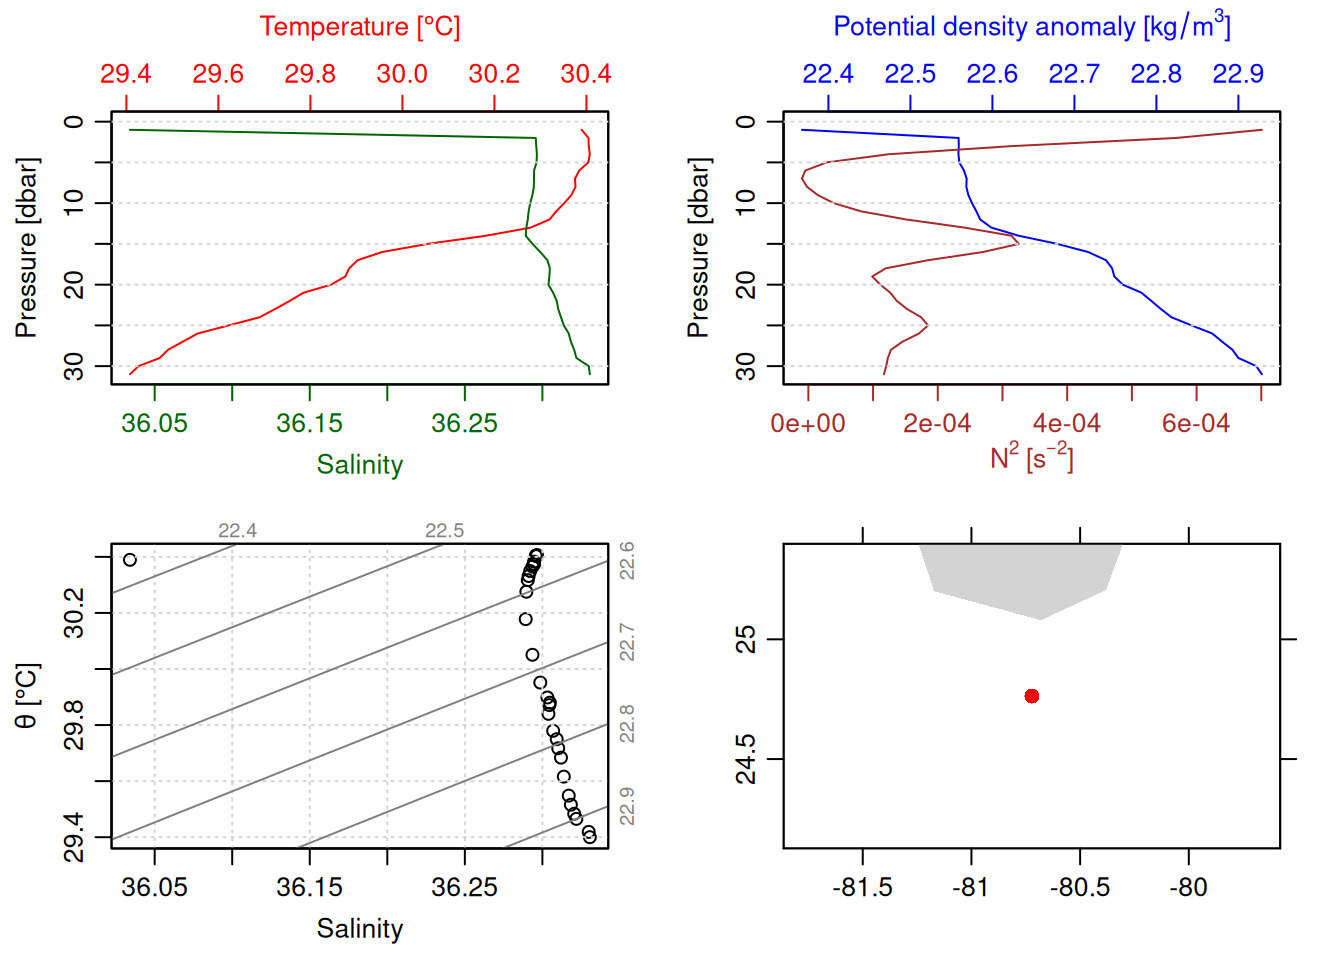 Temperature [°C]
29.4 29.6 29.8 30.0 30.2 30.4
Pressure [dbar]
0
10
20
30
36.05 36.15 36.25
Salinity
Potential density anomaly [kg/m³]
22.4 22.5 22.6 22.7 22.8 22.9
Pressure [dbar]
0
10
20
30
0e+00 2e-04 4e-04 6e-04
N² [s⁻²]
22.4 22.5
22.6
22.7
22.8
22.9
θ [°C]
30.2
29.8
29.4
36.05 36.15 36.25
Salinity
25
24.5
-81.5 -81 -80.5 -80